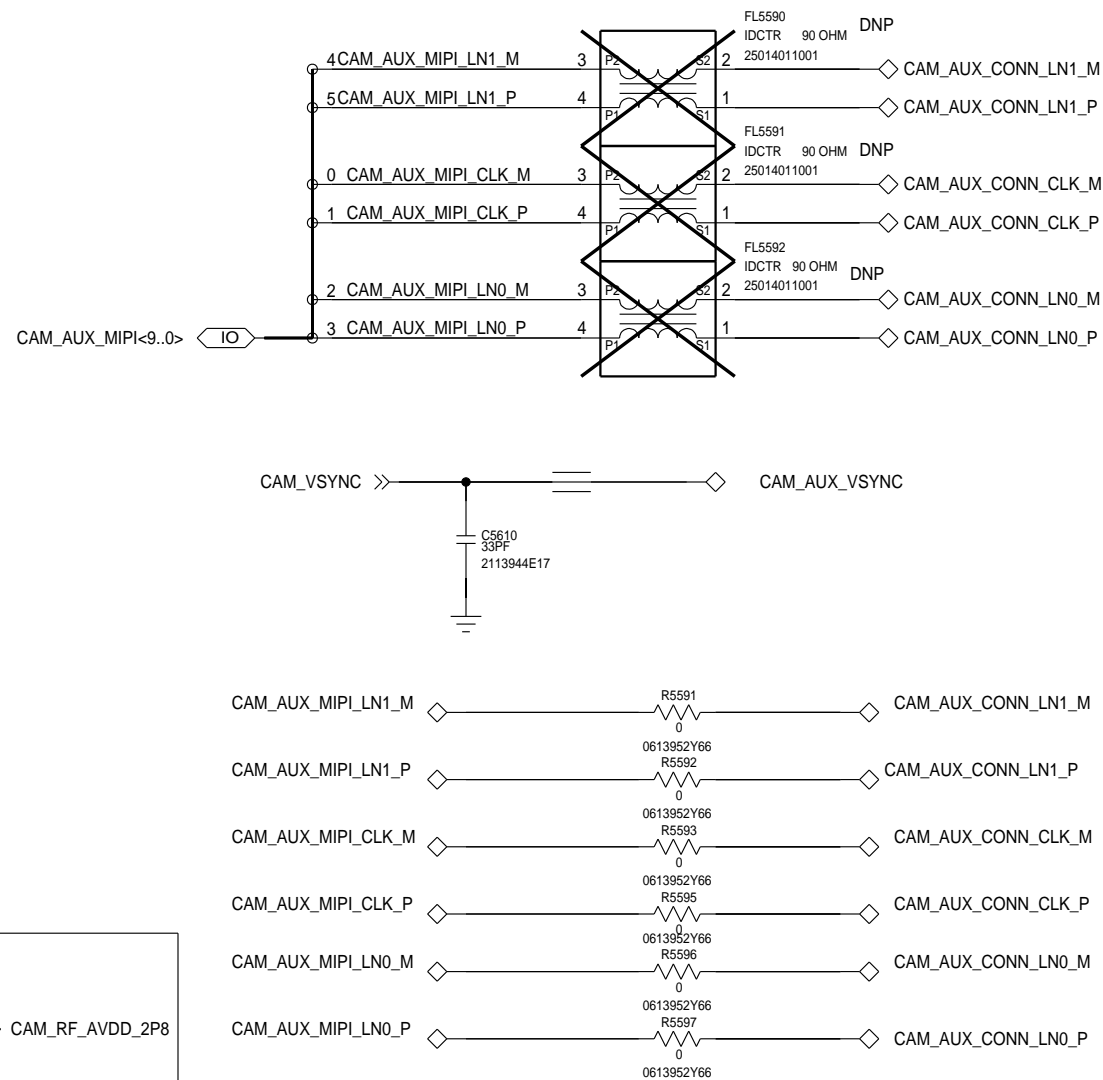 FL5590
IDCTR 90 OHM DNP
25014011001
4 CAM_AUX_MIPI_LN1_M 3 P2 S2 2 CAM_AUX_CONN_LN1_M
5 CAM_AUX_MIPI_LN1_P 4 P1 S1 1 CAM_AUX_CONN_LN1_P
FL5591
IDCTR 90 OHM DNP
25014011001
0 CAM_AUX_MIPI_CLK_M 3 P2 S2 2 CAM_AUX_CONN_CLK_M
1 CAM_AUX_MIPI_CLK_P 4 P1 S1 1 CAM_AUX_CONN_CLK_P
FL5592
IDCTR 90 OHM DNP
25014011001
2 CAM_AUX_MIPI_LN0_M 3 P2 S2 2 CAM_AUX_CONN_LN0_M
3 CAM_AUX_MIPI_LN0_P 4 P1 S1 1 CAM_AUX_CONN_LN0_P
CAM_AUX_MIPI<9..0> IO
CAM_VSYNC CAM_AUX_VSYNC
C5610
33PF
2113944E17
CAM_AUX_MIPI_LN1_M R5591 CAM_AUX_CONN_LN1_M
0
0613952Y66
CAM_AUX_MIPI_LN1_P R5592 CAM_AUX_CONN_LN1_P
0
0613952Y66
CAM_AUX_MIPI_CLK_M R5593 CAM_AUX_CONN_CLK_M
0
0613952Y66
CAM_AUX_MIPI_CLK_P R5595 CAM_AUX_CONN_CLK_P
0
0613952Y66
CAM_AUX_MIPI_LN0_M R5596 CAM_AUX_CONN_LN0_M
0
0613952Y66
CAM_RF_AVDD_2P8
CAM_AUX_MIPI_LN0_P R5597 CAM_AUX_CONN_LN0_P
0
0613952Y66